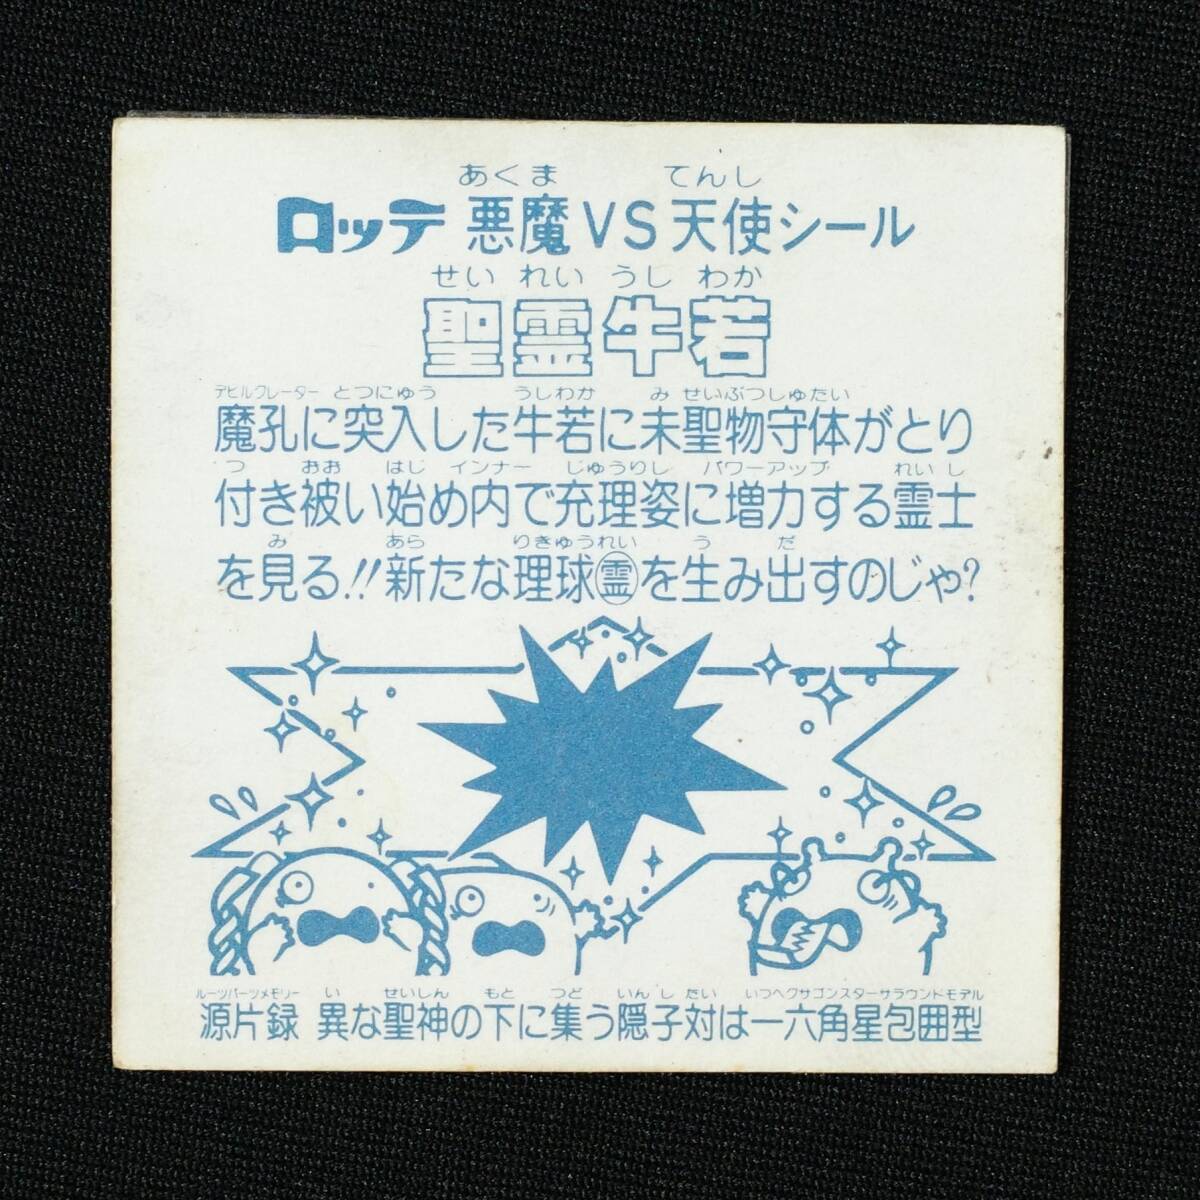 あくま てんし
ロッテ 悪魔VS天使シール
せい れい うし わか
聖霊牛若
デビルクレーター とつにゅう うしわか み せいぶつしゅたい
魔孔に突入した牛若に未聖物守体がとり
つ おお はじ インナー じゅうりし パワーアップ れいし
付き被い始め内で充理姿に増力する霊士
み あら りきゅうれい う だ
を見る!!新たな理球霊を生み出すのじゃ?
ルーツパーツメモリー い せいしん もと つど いんし たい いつヘクサゴンスターサラウンドモデル
源片録 異な聖神の下に集う隠子対は一六角星包囲型